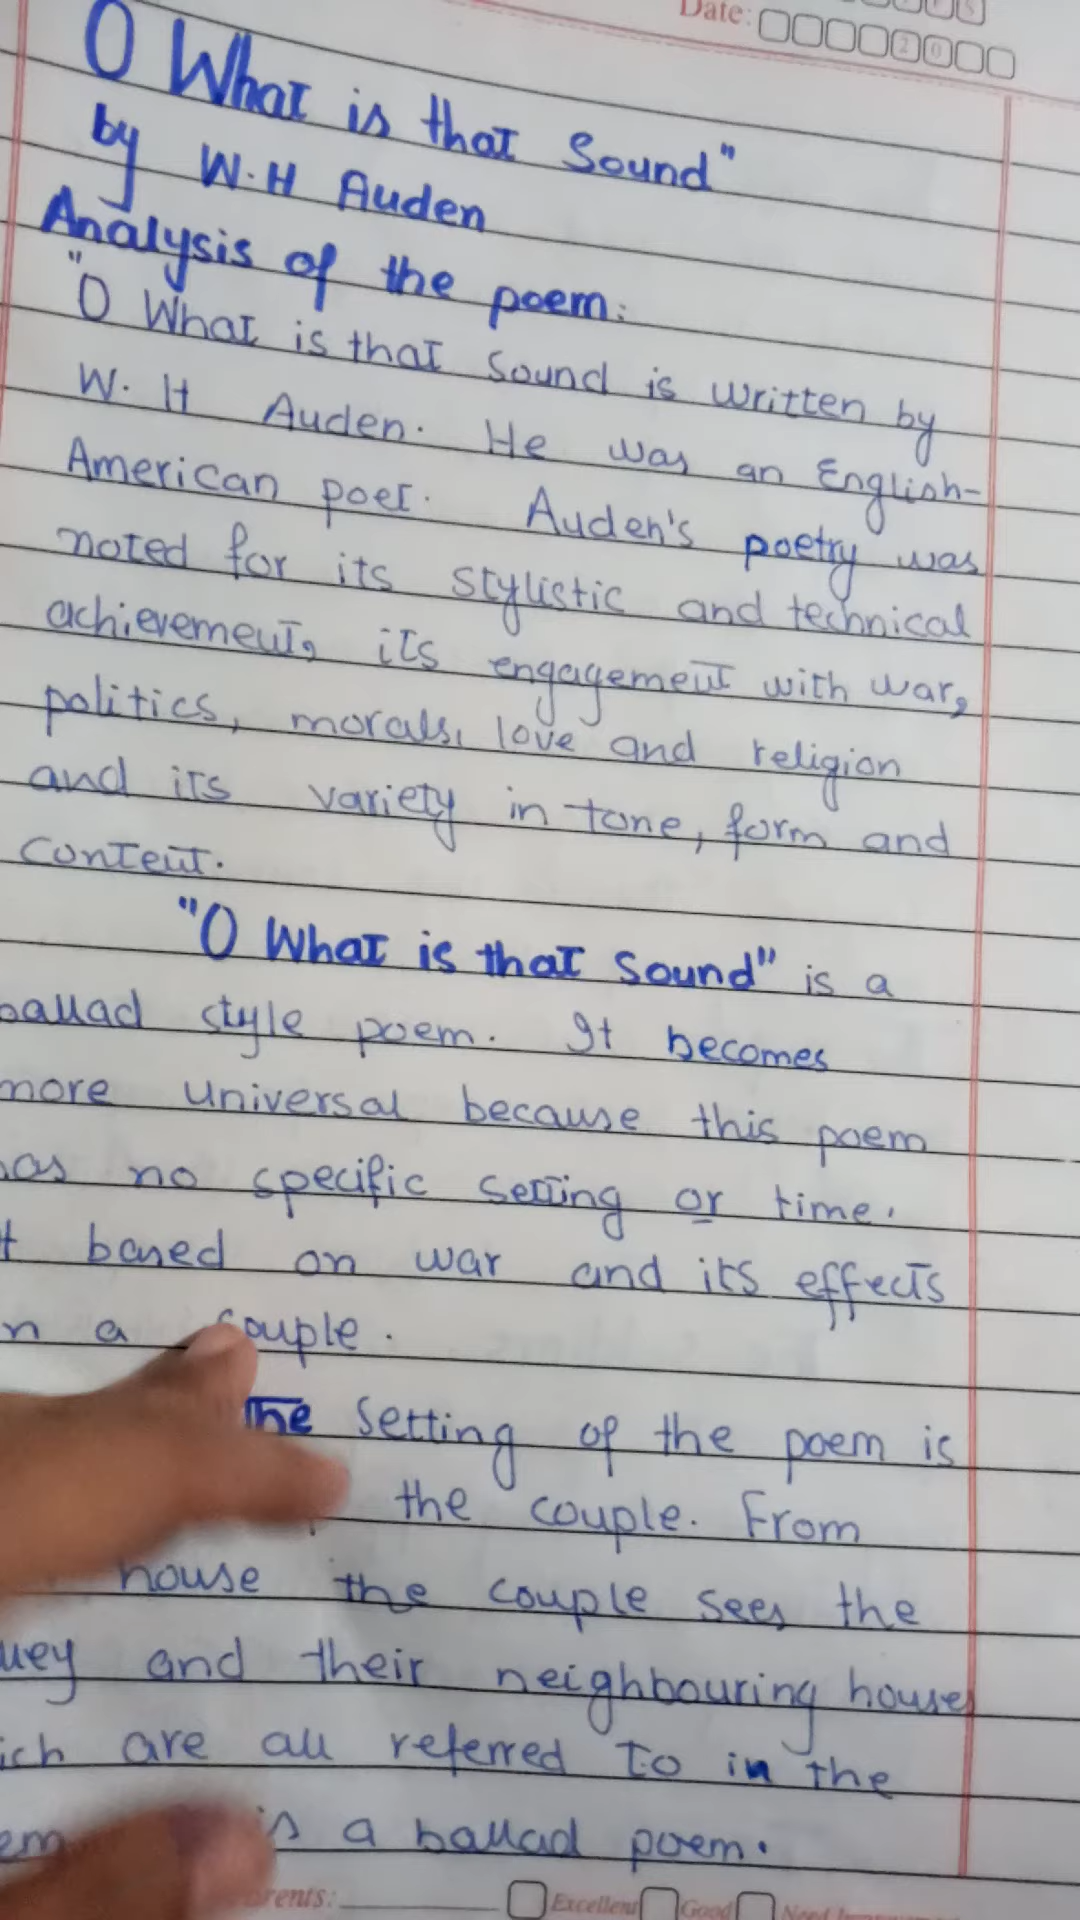 Date: 20
O What is that Sound"
by W.H Auden
Analysis of the poem:
"O What is that Sound is written by
W. H Auden. He was an English-
American poet. Auden's poetry was
noted for its stylistic and technical
achievement, its engagement with war,
politics, morals, love and religion
and its variety in tone, form and
content.
"O What is that Sound" is a
ballad style poem. It becomes
more universal because this poem
has no specific setting or time.
based on war and its effects
a couple.
The setting of the poem is
the couple. From
house the couple sees the
and their neighbouring houses
are all referred to in the
is a ballad poem.
Excellent Good